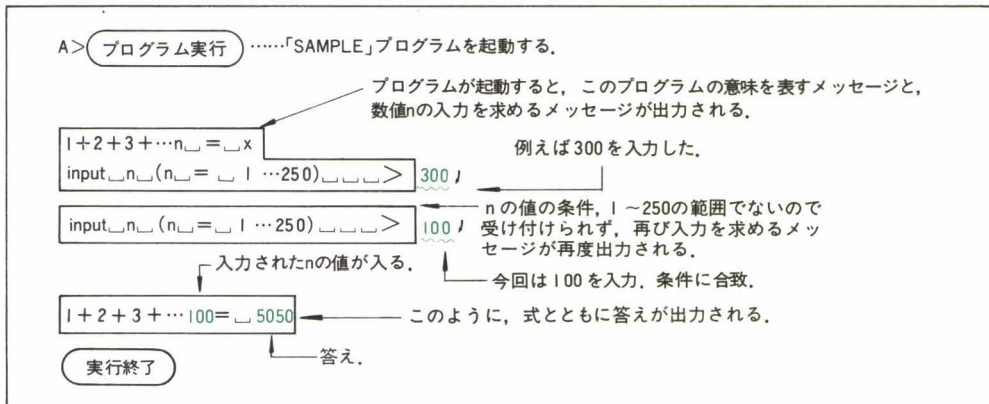 A>プログラム実行 ……「SAMPLE」プログラムを起動する．
プログラムが起動すると，このプログラムの意味を表すメッセージと，
数値nの入力を求めるメッセージが出力される．
1+2+3+…n␣=␣x
例えば300を入力した．
input␣n␣(n␣=␣1…250)␣␣␣> 300↲
nの値の条件，1～250の範囲でないので
input␣n␣(n␣=␣1…250)␣␣␣> 100↲
受け付けられず，再び入力を求めるメッ
セージが再度出力される．
入力されたnの値が入る．
今回は100を入力．条件に合致．
1+2+3+…100=␣5050
このように，式とともに答えが出力される．
答え．
実行終了